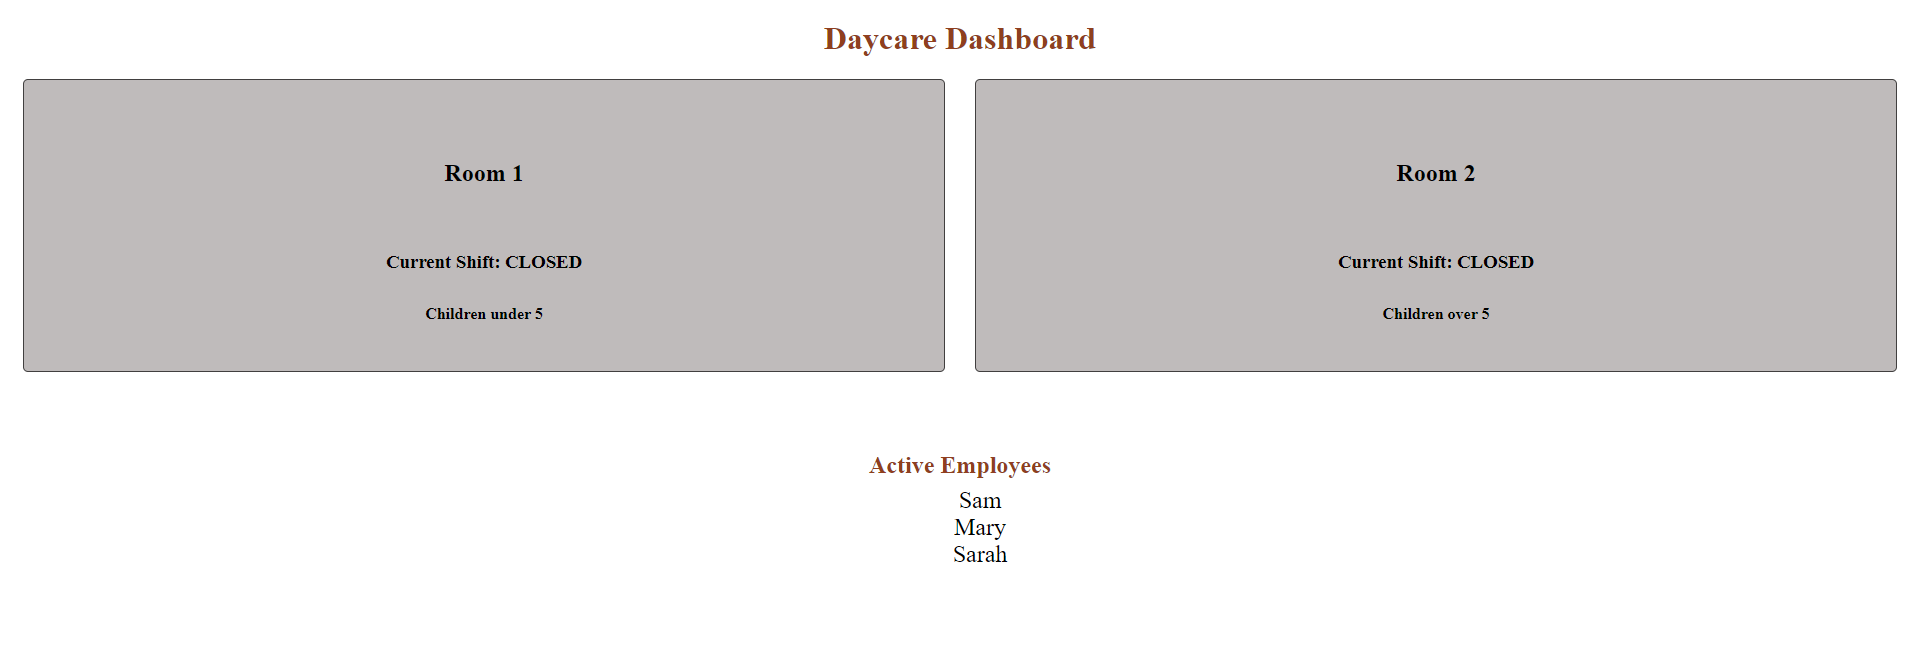 Daycare Dashboard
Room 1
Current Shift: CLOSED
Children under 5
Room 2
Current Shift: CLOSED
Children over 5
Active Employees
Sam
Mary
Sarah